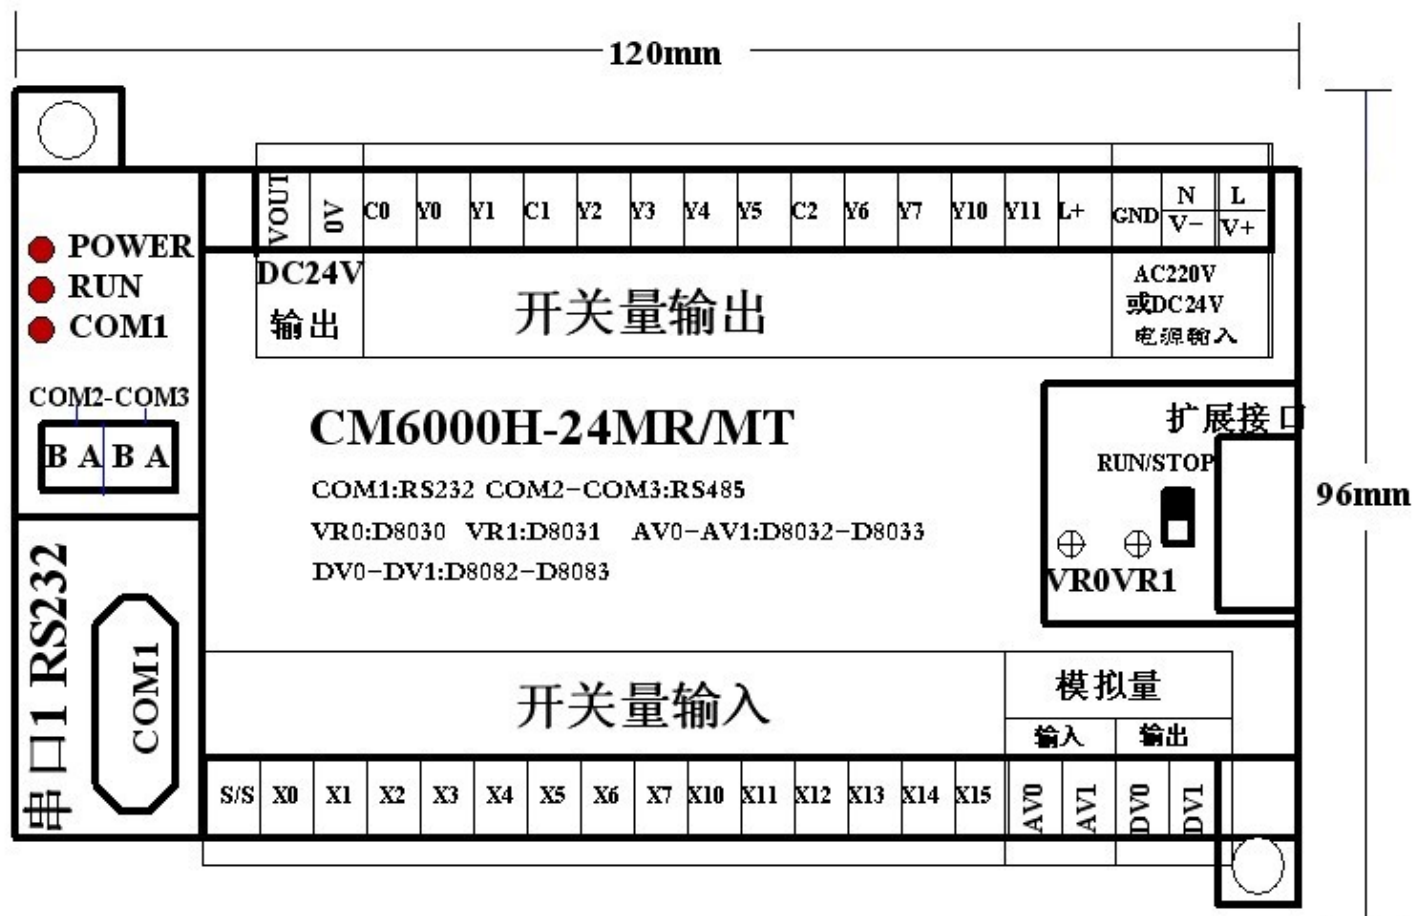 120mm
VOUT 0V C0 Y0 Y1 C1 Y2 Y3 Y4 Y5 C2 Y6 Y7 Y10 Y11 L+ GND N L
V- V+
POWER
RUN
COM1
DC24V
输出
开关量输出
AC220V
或DC24V
电源输入
COM2-COM3
B A B A
CM6000H-24MR/MT
COM1:RS232 COM2-COM3:RS485
VR0:D8030 VR1:D8031 AV0-AV1:D8032-D8033
DV0-DV1:D8082-D8083
扩展接口
RUN/STOP
VR0VR1
96mm
串口1 RS232
COM1
开关量输入
模拟量
输入 输出
S/S X0 X1 X2 X3 X4 X5 X6 X7 X10 X11 X12 X13 X14 X15 AV0 AV1 DV0 DV1